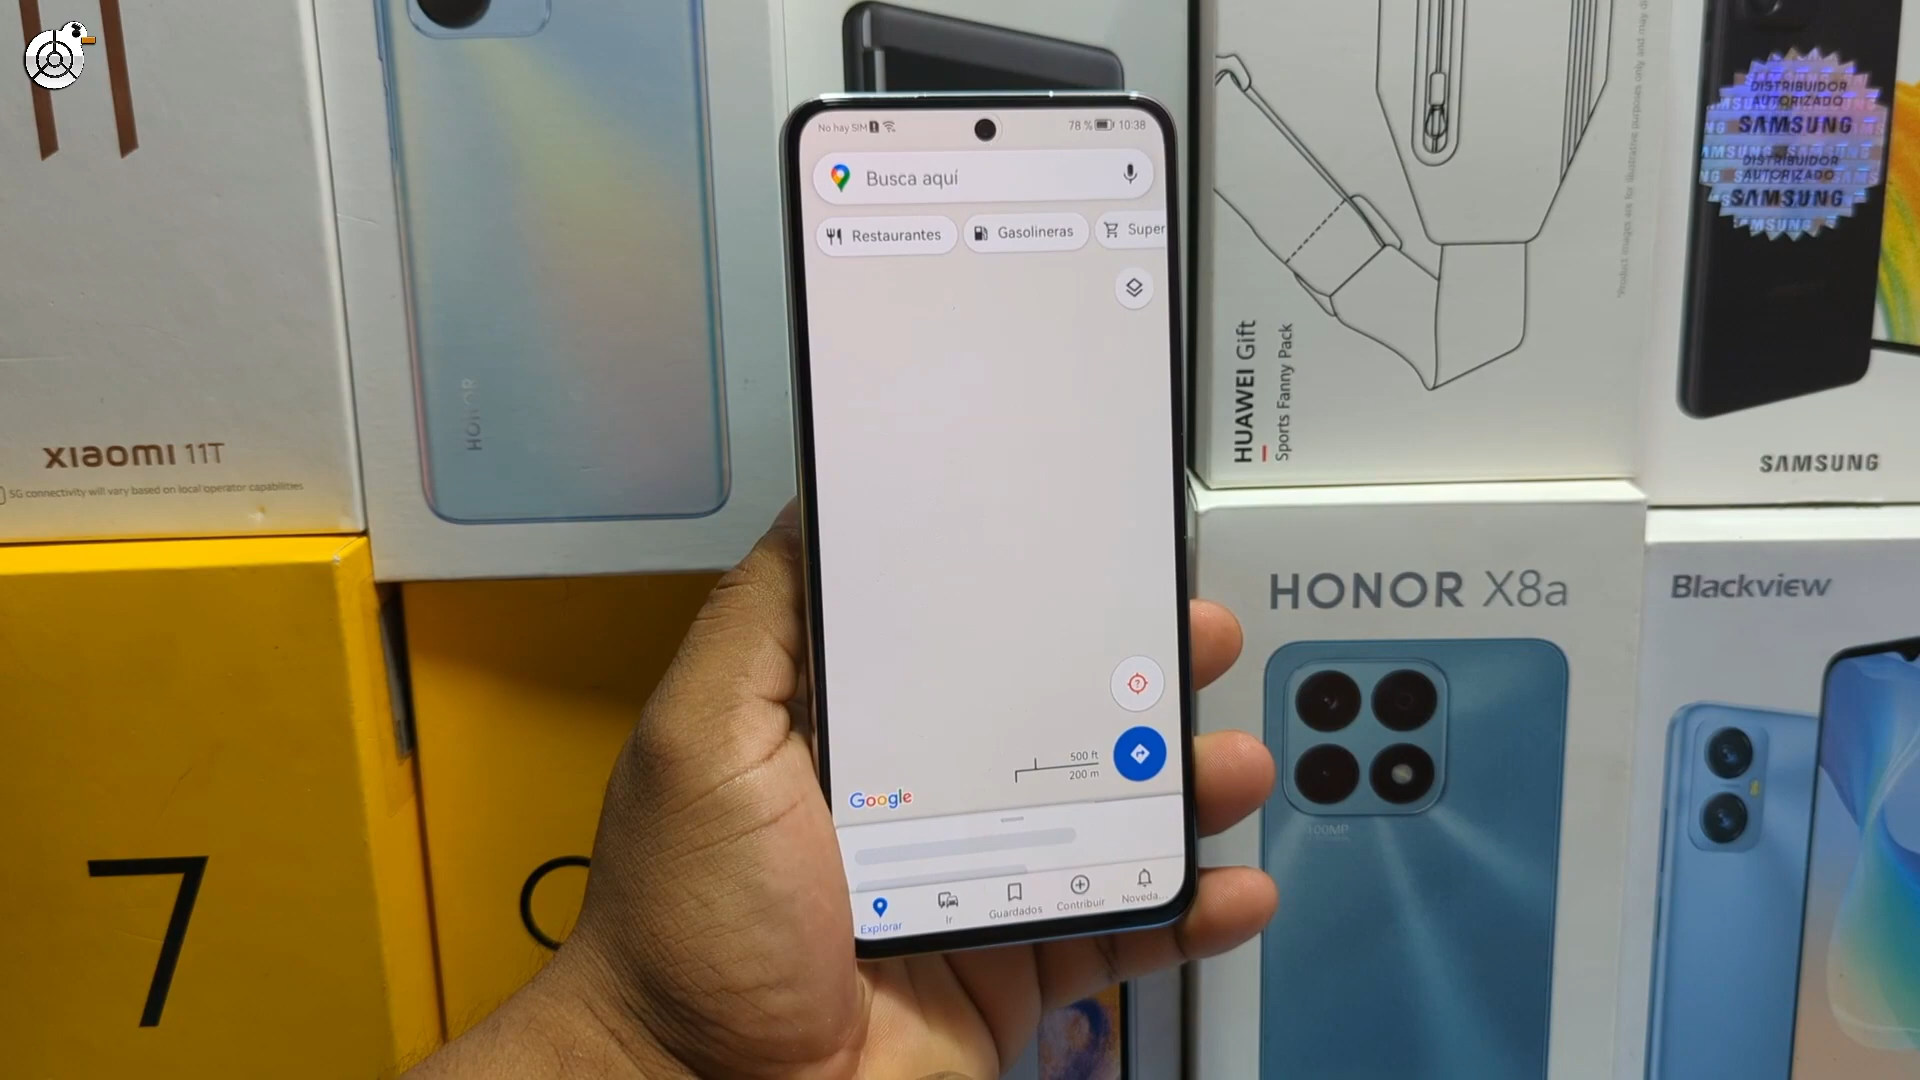 No hay SIM
78 %
10:38
Busca aquí
Restaurantes
Gasolineras
Super
500 ft
200 m
Google
Explorar
Ir
Guardados
Contribuir
Noveda...
XIAOMI 11T
5G connectivity will vary based on local operator capabilities
HONOR
7
HUAWEI Gift
Sports Fanny Pack
DISTRIBUIDOR
AUTORIZADO
SAMSUNG
DISTRIBUIDOR
AUTORIZADO
SAMSUNG
SAMSUNG
HONOR X8a
100MP
Blackview